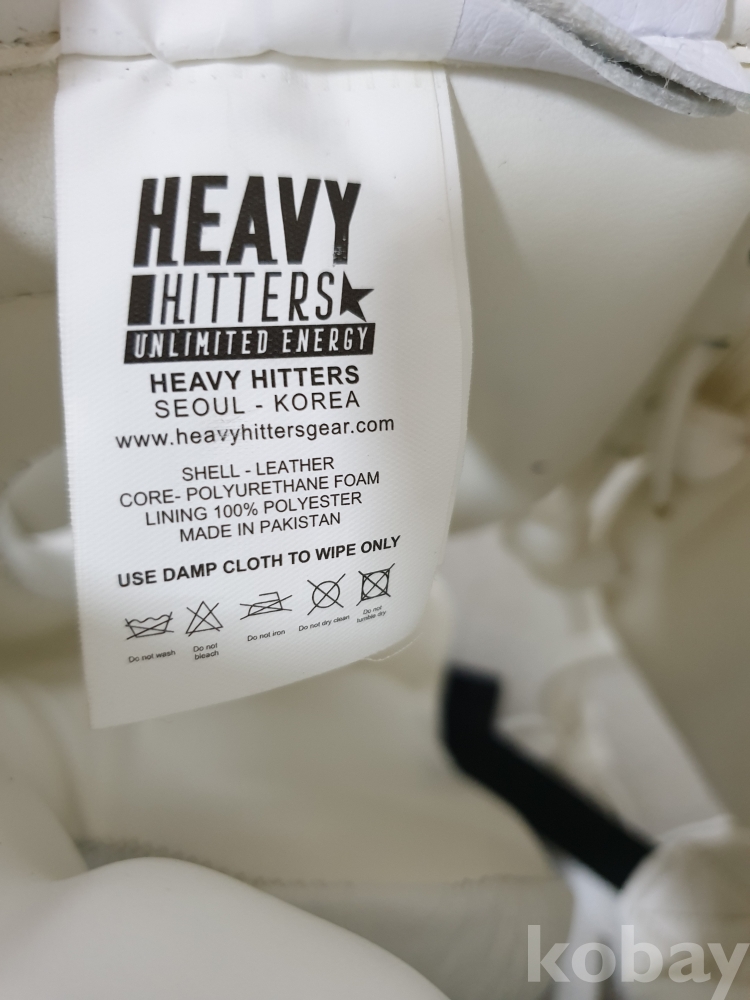 HEAVY
HITTERS
UNLIMITED ENERGY
HEAVY HITTERS
SEOUL - KOREA
www.heavyhittersgear.com
SHELL - LEATHER
CORE- POLYURETHANE FOAM
LINING 100% POLYESTER
MADE IN PAKISTAN
USE DAMP CLOTH TO WIPE ONLY
Do not wash
Do not bleach
Do not iron
Do not dry clean
Do not tumble dry
kobay